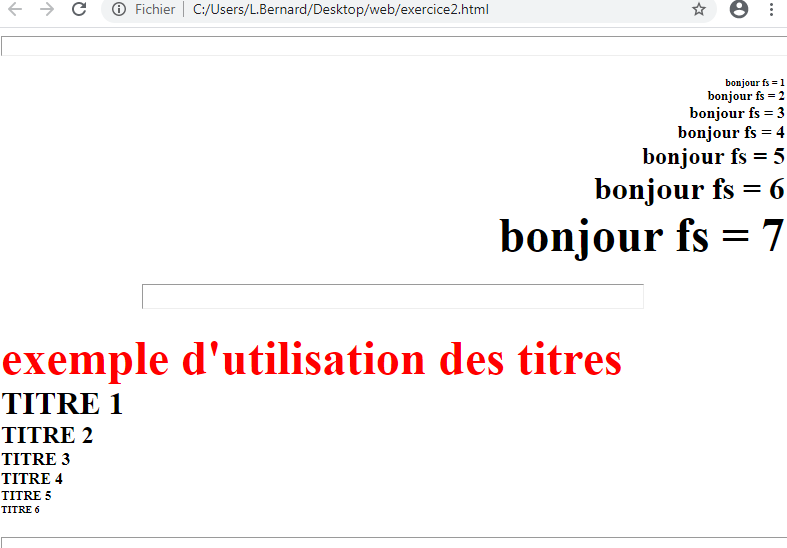 Fichier | C:/Users/L.Bernard/Desktop/web/exercice2.html
bonjour fs = 1
bonjour fs = 2
bonjour fs = 3
bonjour fs = 4
bonjour fs = 5
bonjour fs = 6
bonjour fs = 7
exemple d'utilisation des titres
TITRE 1
TITRE 2
TITRE 3
TITRE 4
TITRE 5
TITRE 6